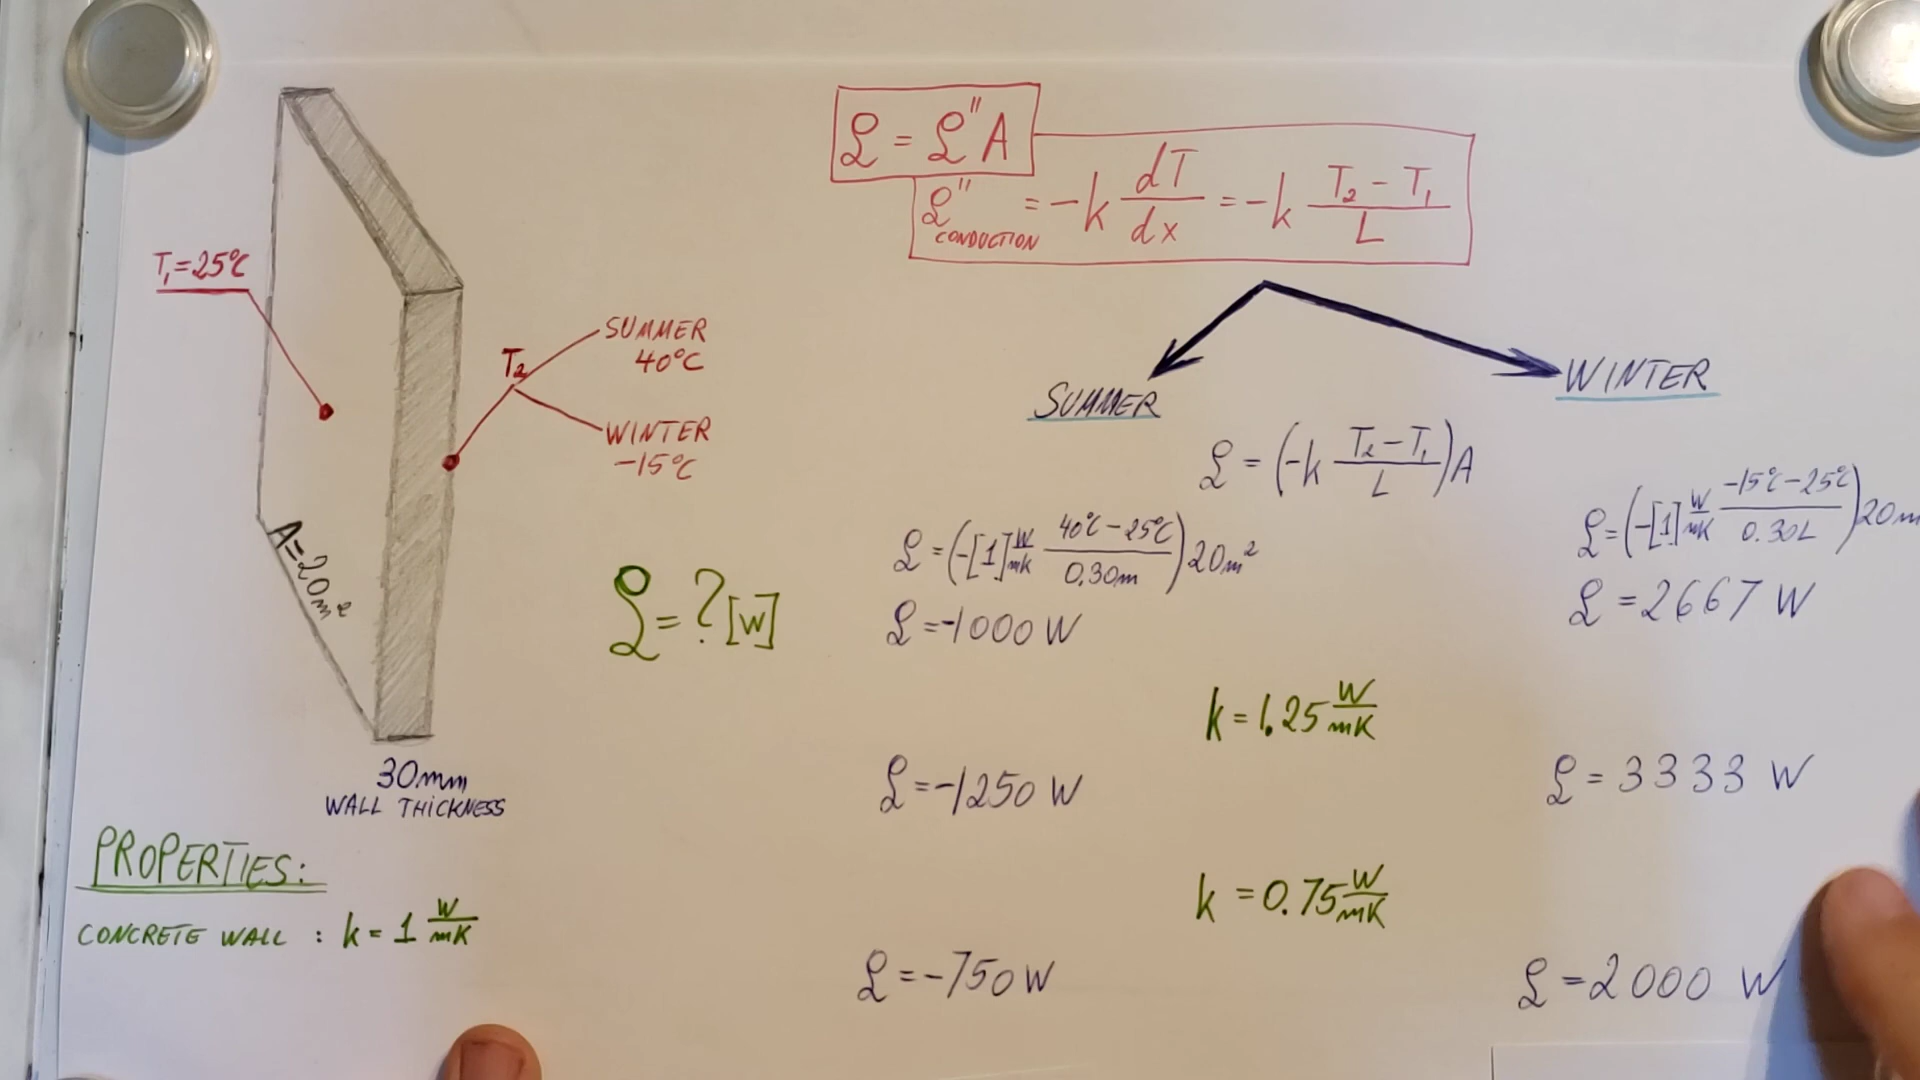 T₁=25°C
T₂
SUMMER
40°C
WINTER
-15°C
A=20m²
30mm
WALL THICKNESS
PROPERTIES:
CONCRETE WALL : k = 1 W/mK
q = ? [W]
q = q" A
q" CONDUCTION = -k dT/dx = -k (T₂ - T₁)/L
SUMMER
WINTER
q = (-k (T₂ - T₁)/L) A
q = (-[1] W/mK (40°C - 25°C)/0.30m) 20m²
q = -1000 W
q = (-[1] W/mK (-15°C - 25°C)/0.30L) 20m
q = 2667 W
k = 1.25 W/mK
q = -1250 W
q = 3333 W
k = 0.75 W/mK
q = -750 W
q = 2000 W